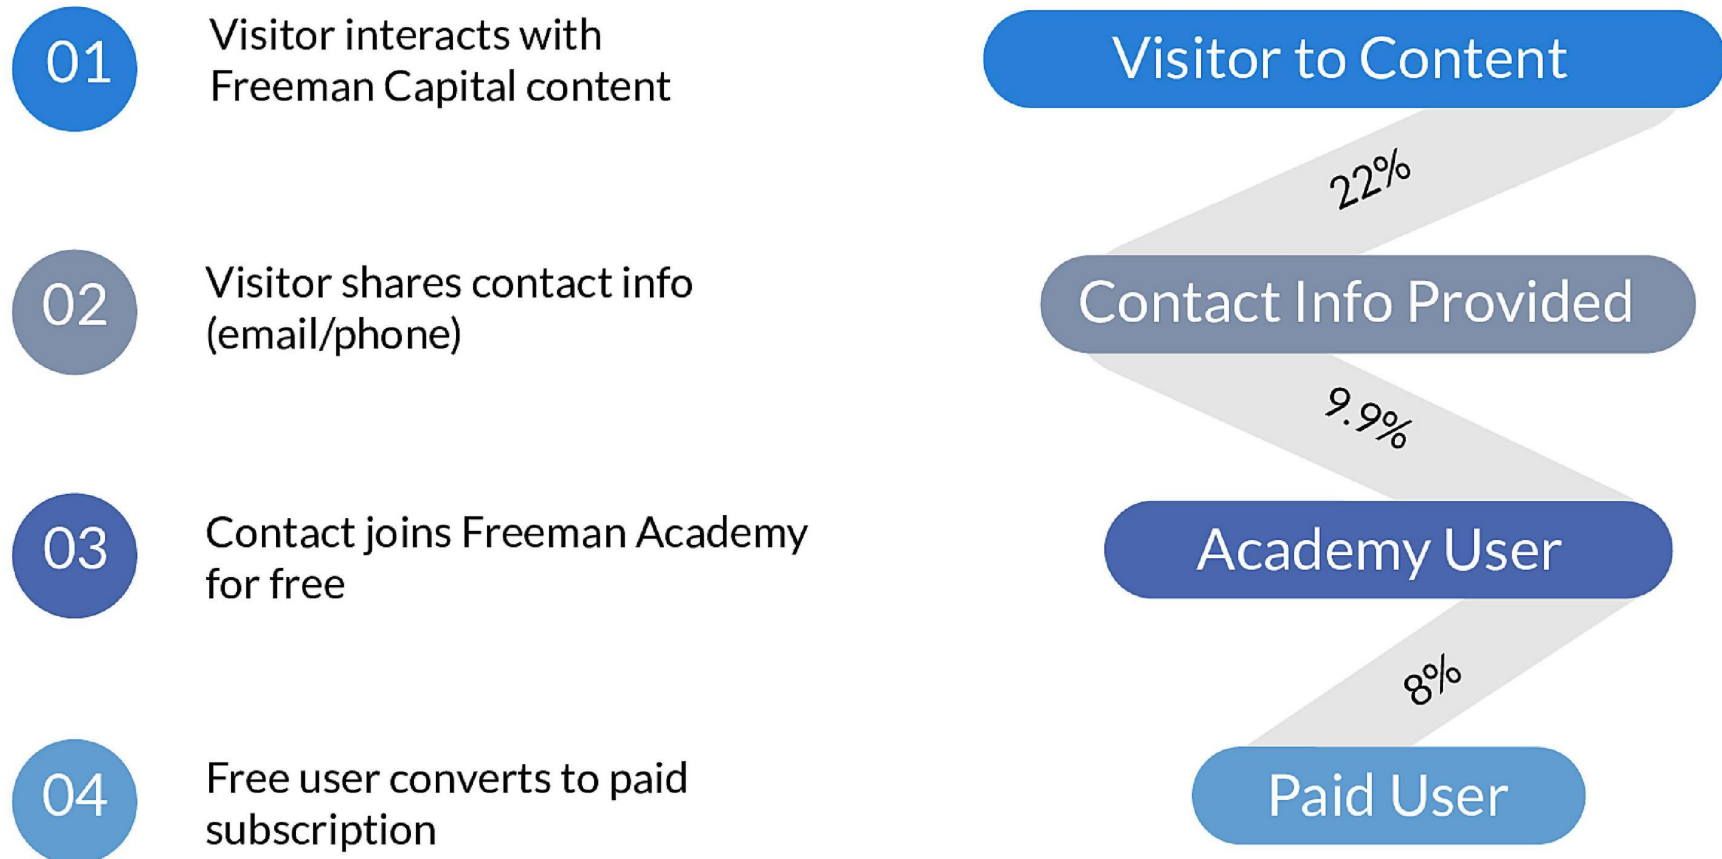 01
Visitor interacts with
Freeman Capital content
Visitor to Content
22%
02
Visitor shares contact info
(email/phone)
Contact Info Provided
9.9%
03
Contact joins Freeman Academy
for free
Academy User
8%
04
Free user converts to paid
subscription
Paid User